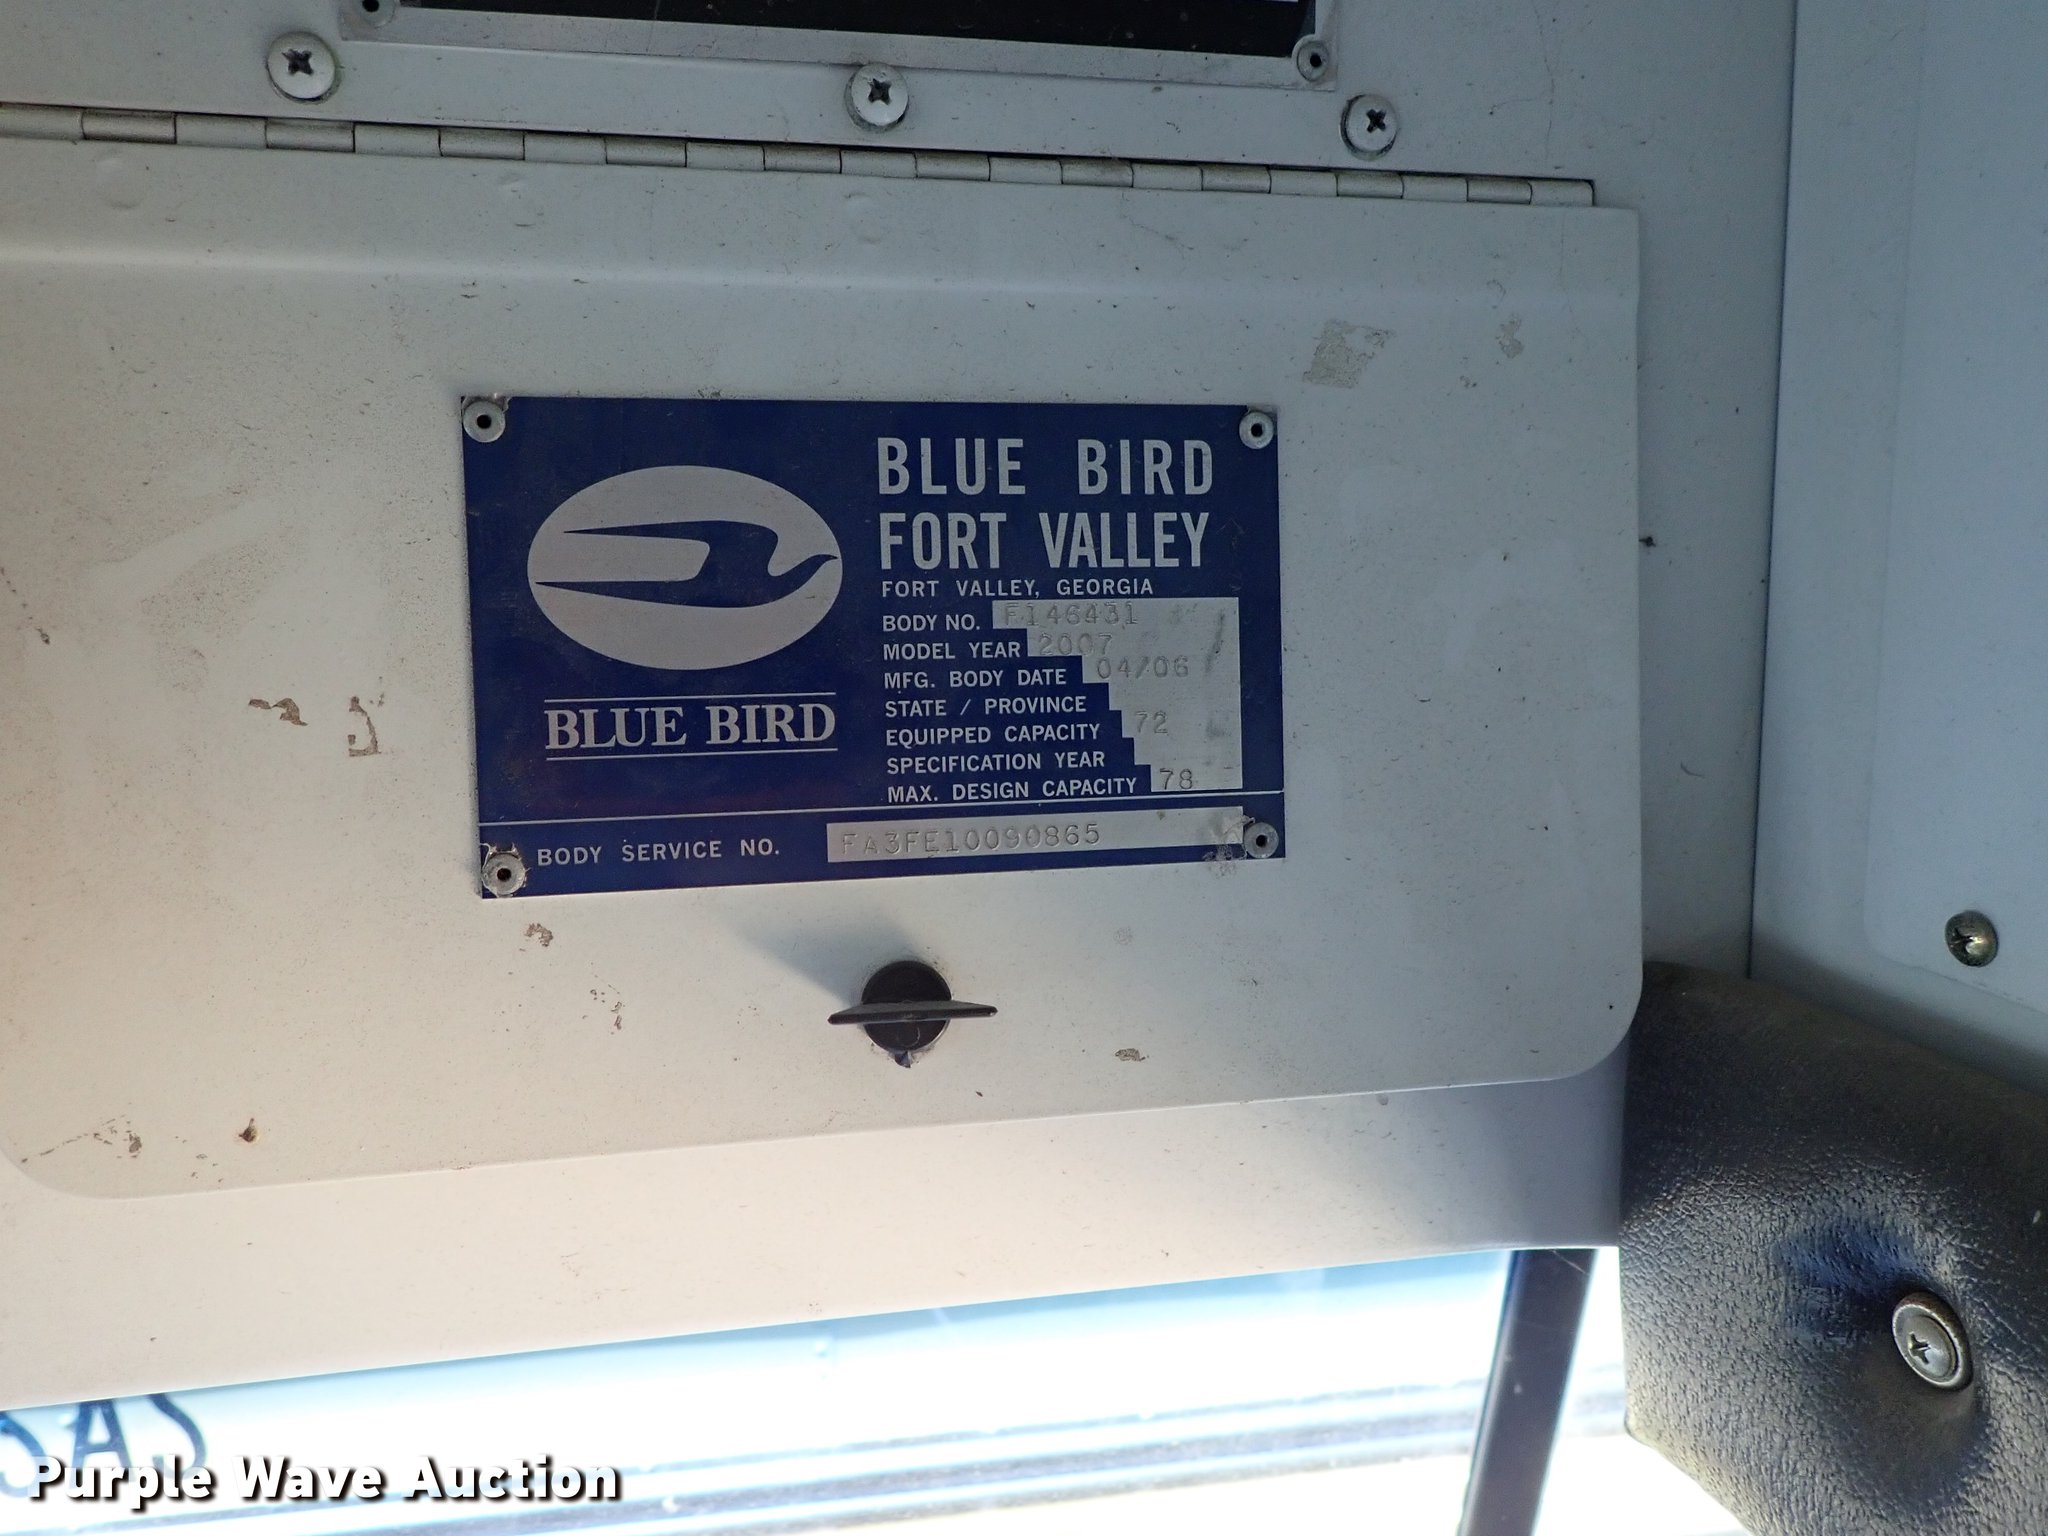 BLUE BIRD
FORT VALLEY
FORT VALLEY, GEORGIA
BODY NO. F146431
MODEL YEAR 2007
MFG. BODY DATE 04/06
STATE / PROVINCE
EQUIPPED CAPACITY 72
SPECIFICATION YEAR
MAX. DESIGN CAPACITY 78
BLUE BIRD
BODY SERVICE NO. FA3FE10090865
SAS
Purple Wave Auction